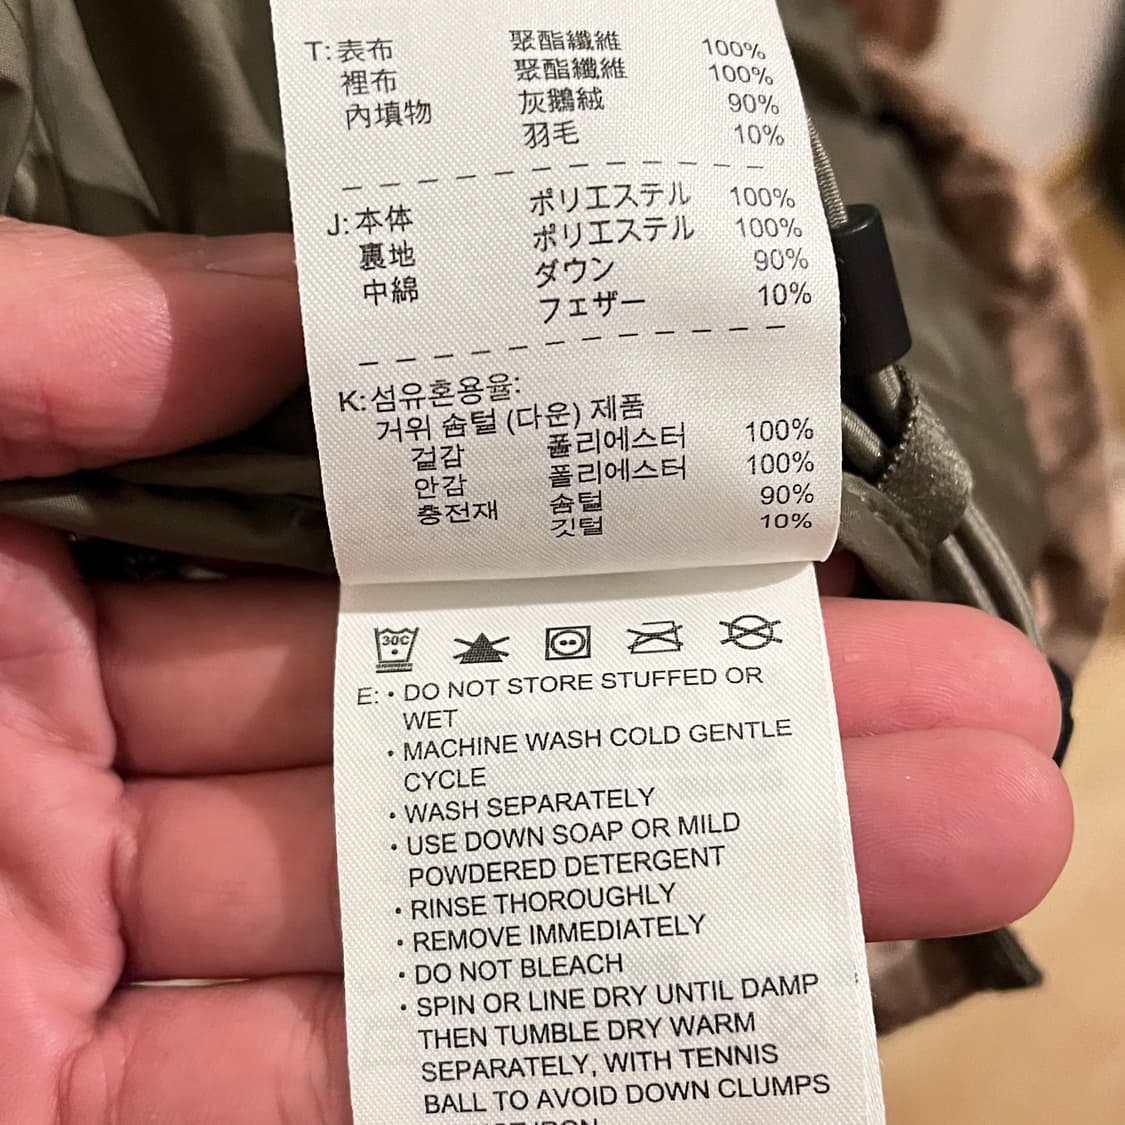 T: 表布 聚酯纖維 100%
裡布 聚酯纖維 100%
內填物 灰鵝絨 90%
羽毛 10%
J: 本体 ポリエステル 100%
裏地 ポリエステル 100%
中綿 ダウン 90%
フェザー 10%
K: 섬유혼용율:
거위 솜털 (다운) 제품
겉감 폴리에스터 100%
안감 폴리에스터 100%
충전재 솜털 90%
깃털 10%
30C
E: • DO NOT STORE STUFFED OR
WET
• MACHINE WASH COLD GENTLE
CYCLE
• WASH SEPARATELY
• USE DOWN SOAP OR MILD
POWDERED DETERGENT
• RINSE THOROUGHLY
• REMOVE IMMEDIATELY
• DO NOT BLEACH
• SPIN OR LINE DRY UNTIL DAMP
THEN TUMBLE DRY WARM
SEPARATELY, WITH TENNIS
BALL TO AVOID DOWN CLUMPS